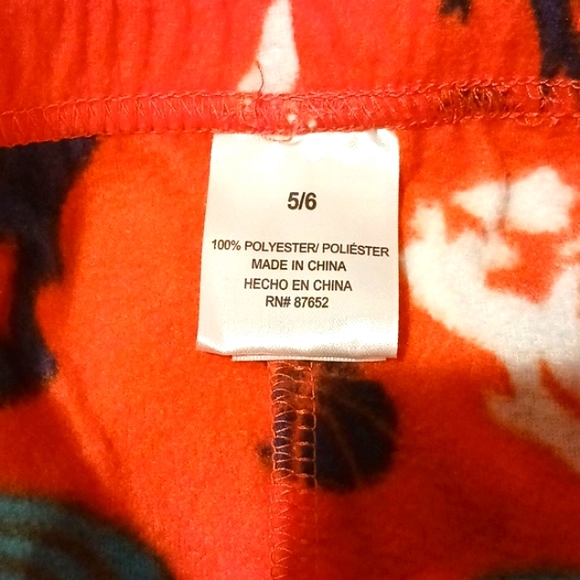 5/6
100% POLYESTER/ POLIÉSTER
MADE IN CHINA
HECHO EN CHINA
RN# 87652